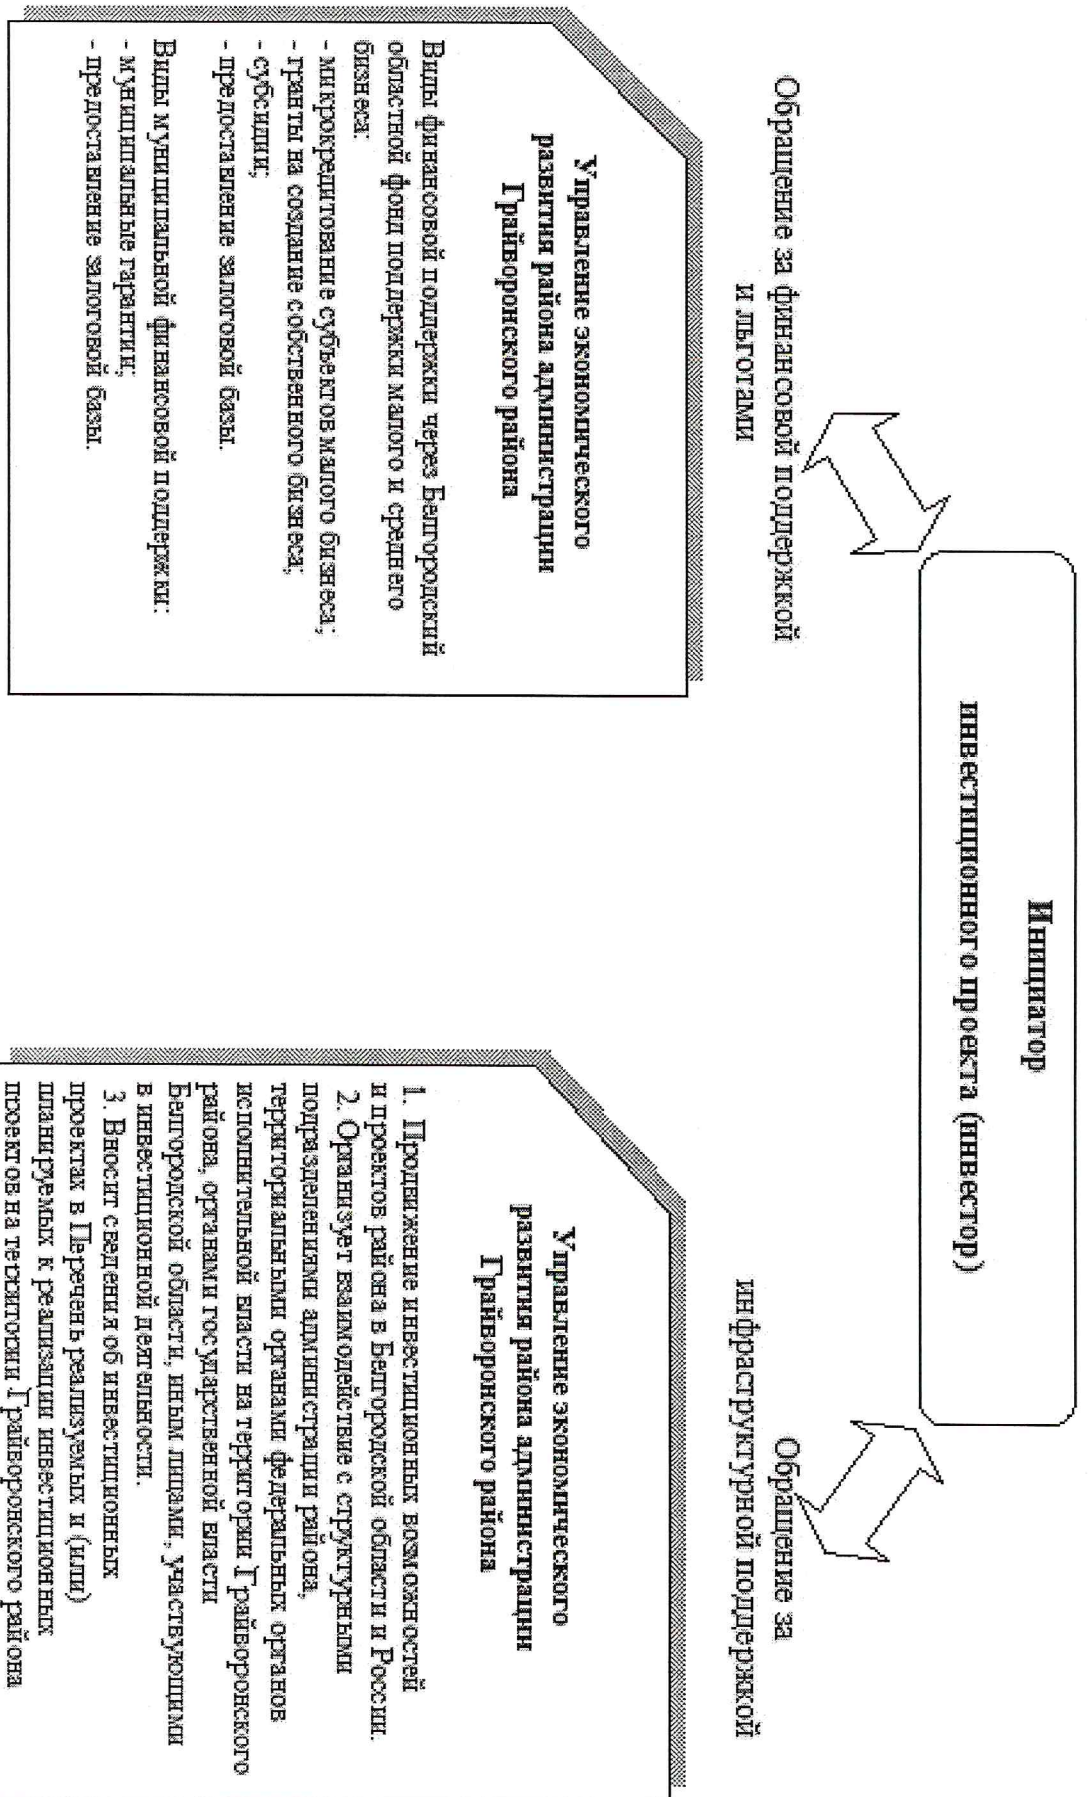 Инициатор
инвестиционного проекта (инвестор)
Обращение за финансовой поддержкой
и льготами
Управление экономического
развития района администрации
Грайворонского района
Виды финансовой поддержки через Белгородский
областной фонд поддержки малого и среднего
бизнеса:
- микрокредитование субъектов малого бизнеса;
- гранты на создание собственного бизнеса;
- субсидии;
- предоставление залоговой базы.
Виды муниципальной финансовой поддержки:
- муниципальные гарантии;
- предоставление залоговой базы.
Обращение за
инфраструктурной поддержкой
Управление экономического
развития района администрации
Грайворонского района
1. Продвижение инвестиционных возможностей
и проектов района в Белгородской области и России.
2. Организует взаимодействие с структурными
подразделениями администрации района,
территориальными органами федеральных органов
исполнительной власти на территории Грайворонского
района, органами государственной власти
Белгородской области, иным лицами, участвующими
в инвестиционной деятельности.
3. Вносит сведения об инвестиционных
проектах в Перечень реализуемых и (или)
планируемых к реализации инвестиционных
проектов на территории Грайворонского района